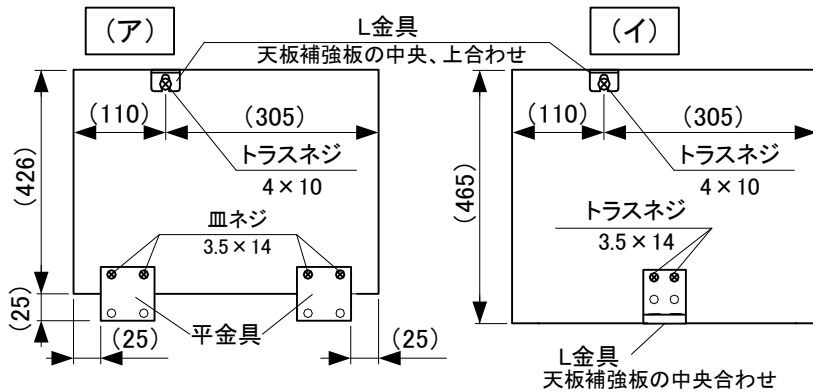 （ア）
L金具
天板補強板の中央、上合わせ
（イ）
（110）
（305）
（426）
トラスネジ
4×10
皿ネジ
3.5×14
（25）
（25）
平金具
（25）
（110）
（305）
（465）
トラスネジ
4×10
トラスネジ
3.5×14
L金具
天板補強板の中央合わせ